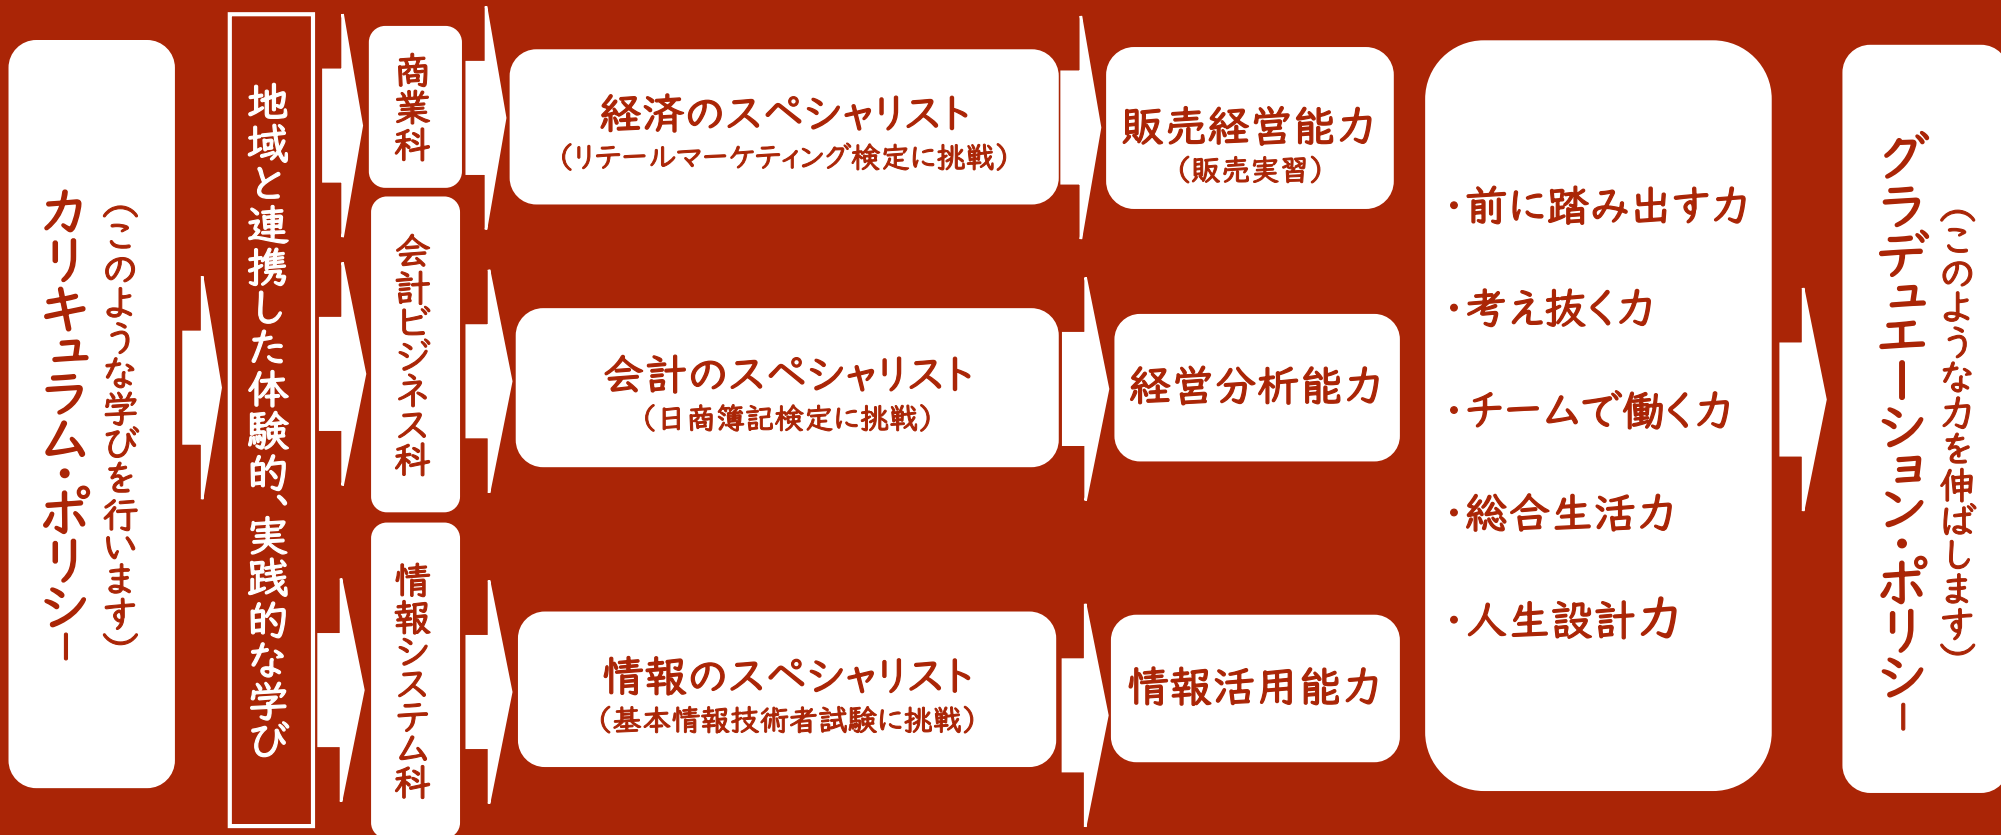 カリキュラム・ポリシー
（このような学びを行います）
地域と連携した体験的、実践的な学び
商業科
経済のスペシャリスト
（リテールマーケティング検定に挑戦）
販売経営能力
（販売実習）
会計ビジネス科
会計のスペシャリスト
（日商簿記検定に挑戦）
経営分析能力
情報システム科
情報のスペシャリスト
（基本情報技術者試験に挑戦）
情報活用能力
・前に踏み出す力
・考え抜く力
・チームで働く力
・総合生活力
・人生設計力
グラデュエーション・ポリシー
（このような力を伸ばします）